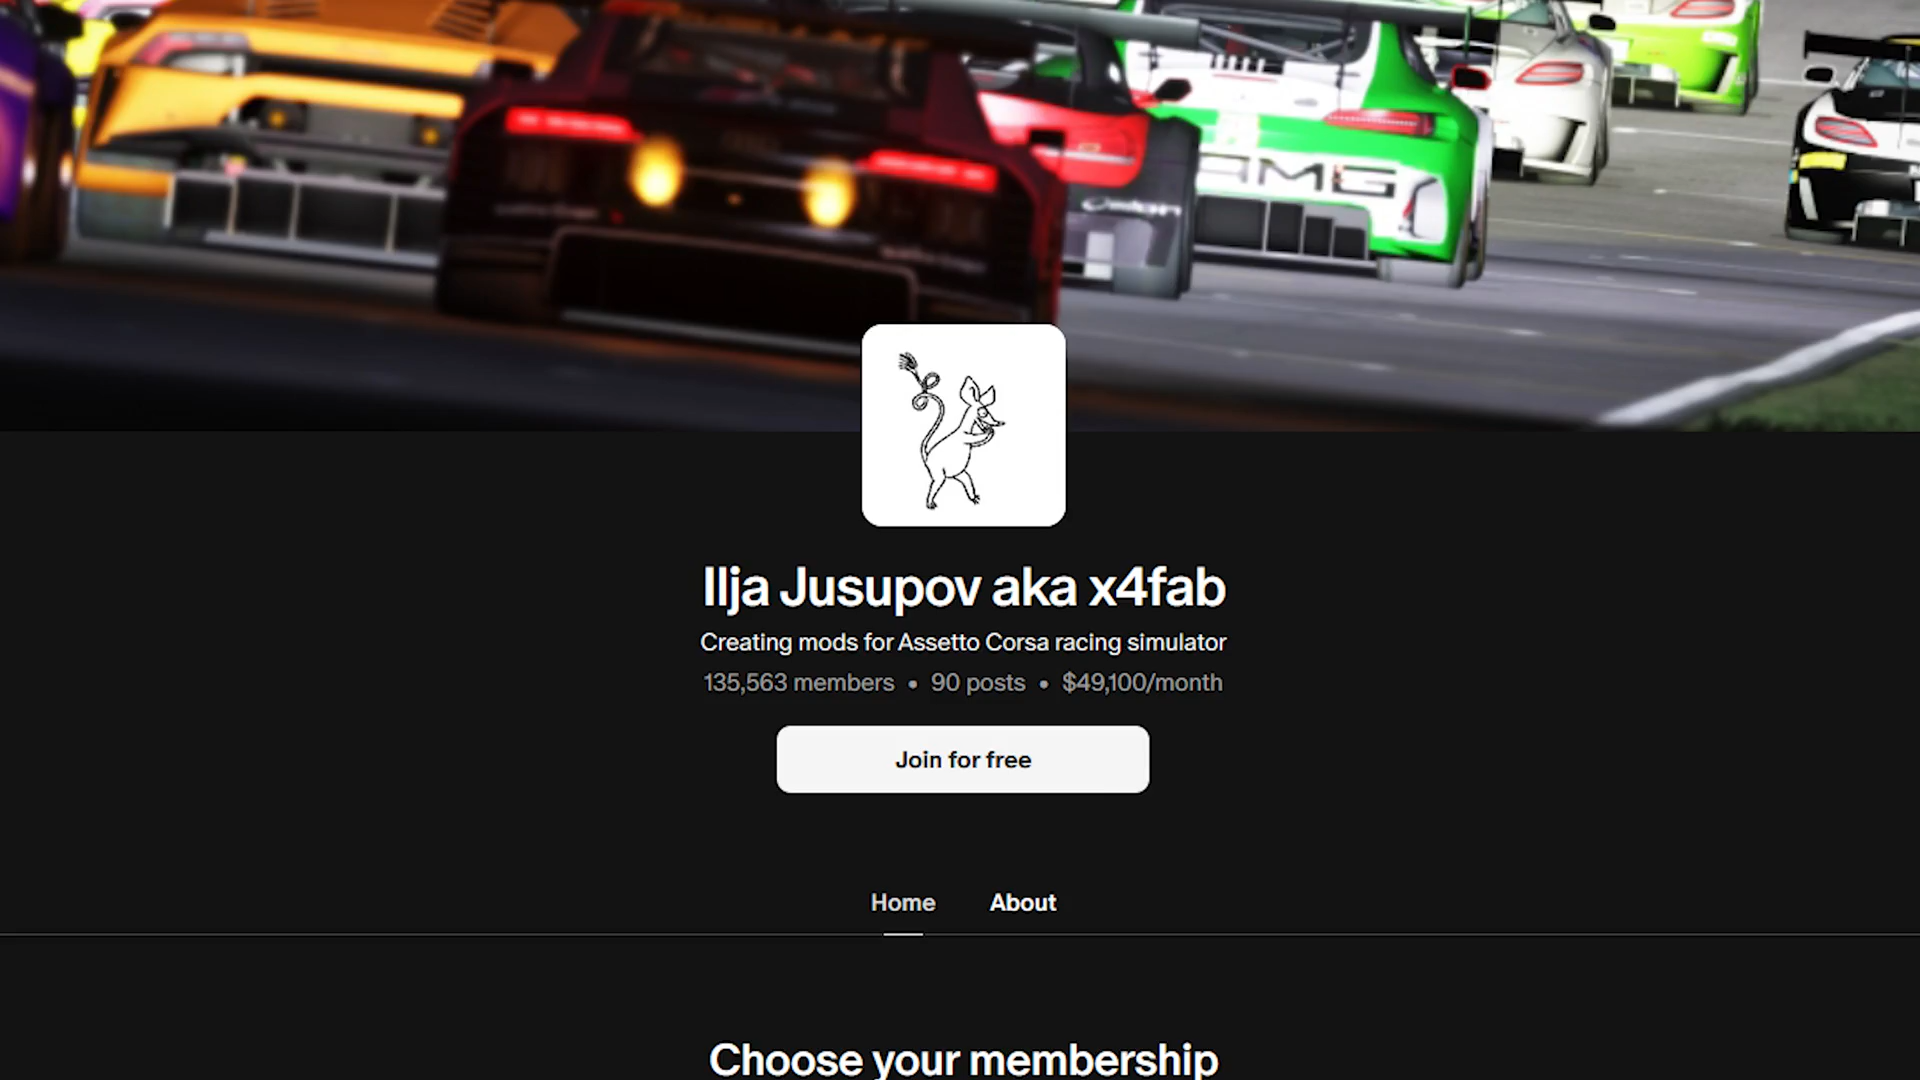 AMG
Ilja Jusupov aka x4fab
Creating mods for Assetto Corsa racing simulator
135,563 members • 90 posts • $49,100/month
Join for free
Home
About
Choose your membership